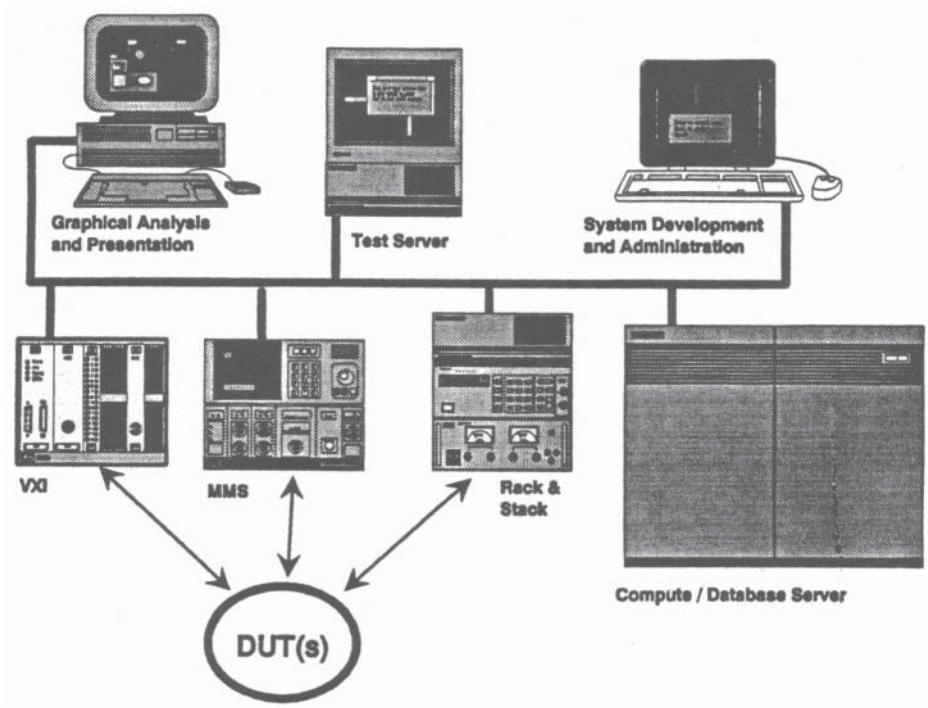 Graphical Analysis
and Presentation
Test Server
System Development
and Administration
VXI
MMS
Rack &
Stack
Compute / Database Server
DUT(s)